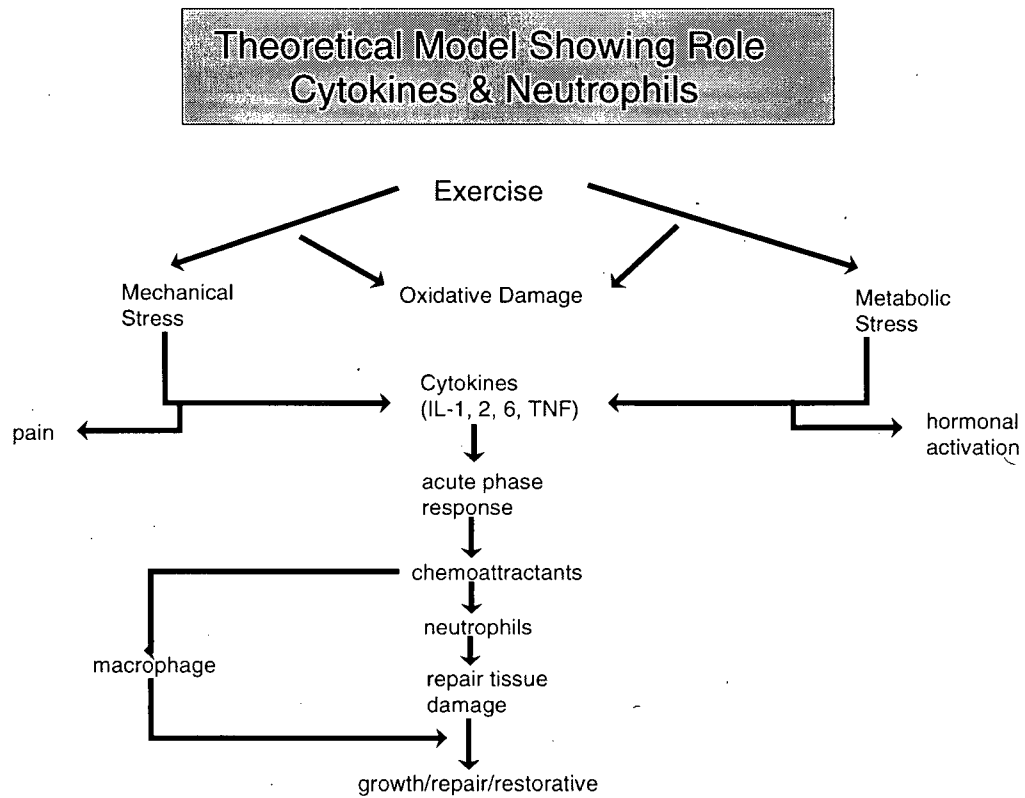 Theoretical Model Showing Role
Cytokines & Neutrophils
Exercise
Mechanical
Stress
Oxidative Damage
Metabolic
Stress
Cytokines
(IL-1, 2, 6, TNF)
pain
hormonal
activation
acute phase
response
chemoattractants
neutrophils
macrophage
repair tissue
damage
growth/repair/restorative